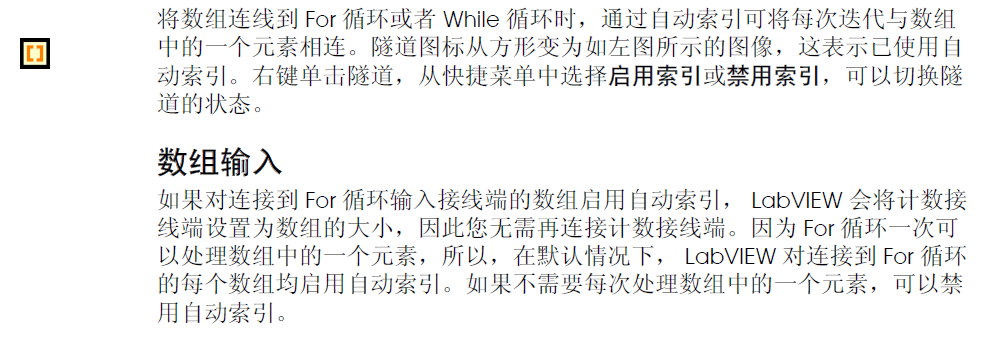 将数组连线到 For 循环或者 While 循环时，通过自动索引可将每次迭代与数组
中的一个元素相连。隧道图标从方形变为如左图所示的图像，这表示已使用自
动索引。右键单击隧道，从快捷菜单中选择启用索引或禁用索引，可以切换隧
道的状态。
数组输入
如果对连接到 For 循环输入接线端的数组启用自动索引， LabVIEW 会将计数接
线端设置为数组的大小，因此您无需再连接计数接线端。因为 For 循环一次可
以处理数组中的一个元素，所以，在默认情况下， LabVIEW 对连接到 For 循环
的每个数组均启用自动索引。如果不需要每次处理数组中的一个元素，可以禁
用自动索引。